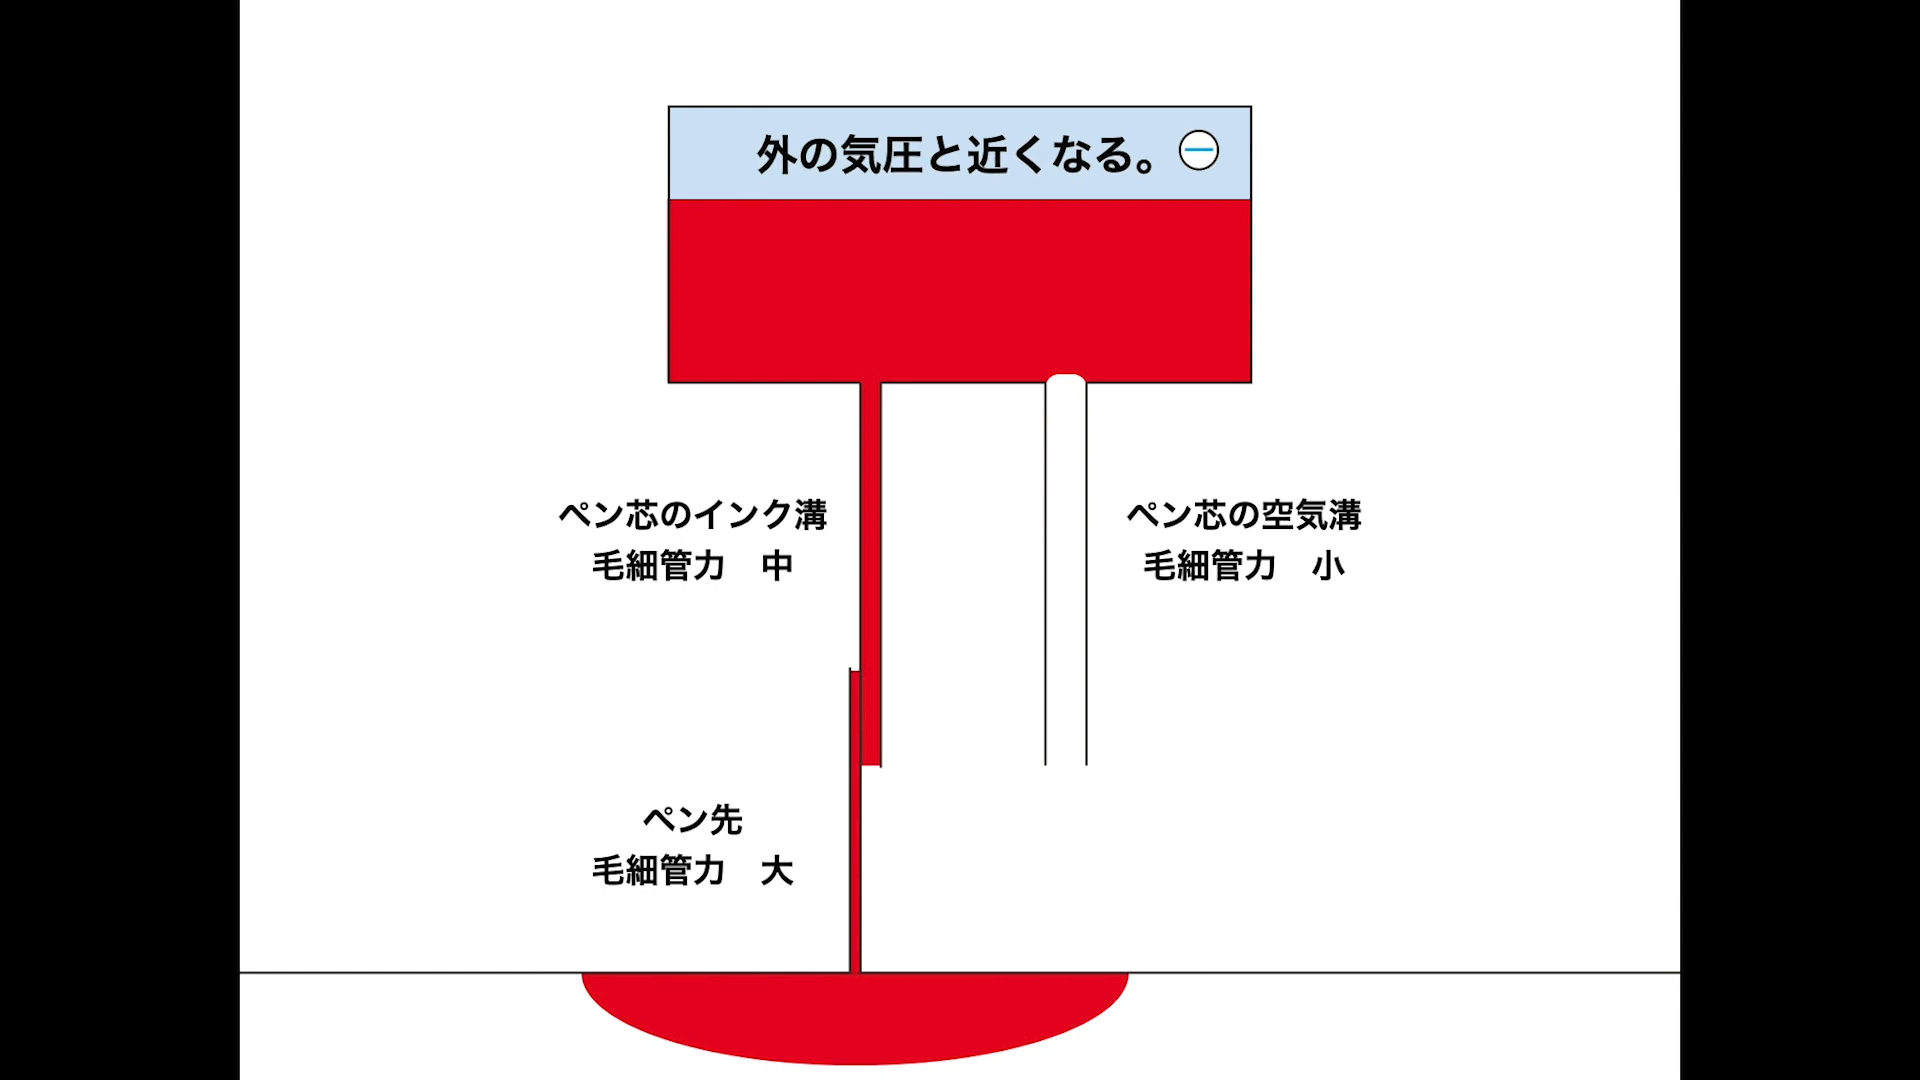 外の気圧と近くなる。
ペン芯のインク溝
毛細管力　中
ペン芯の空気溝
毛細管力　小
ペン先
毛細管力　大